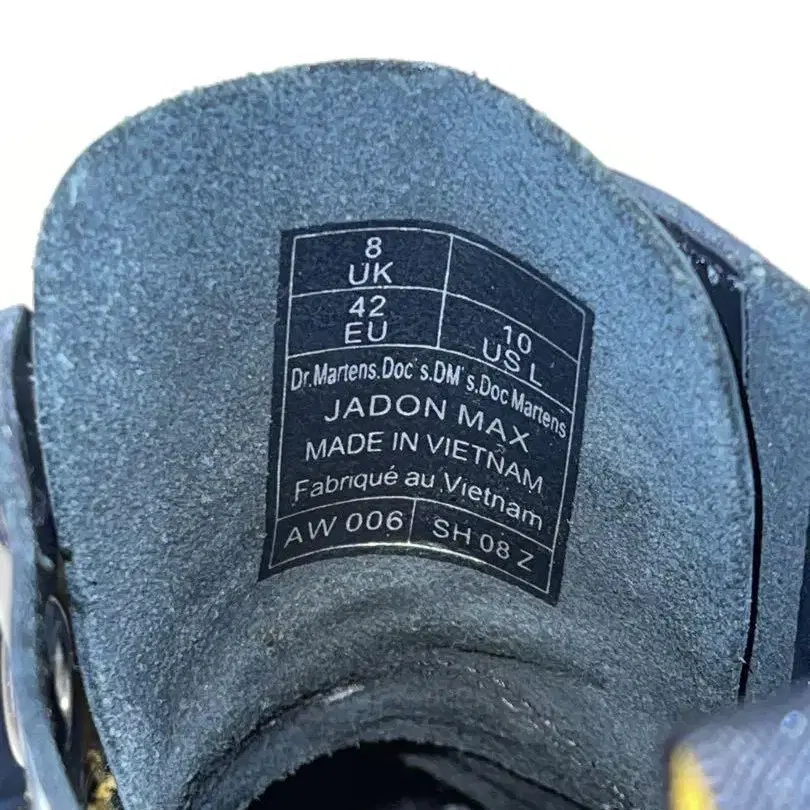 8
UK
42
EU
10
US L
Dr.Martens.Doc's.DM's.Doc Martens
JADON MAX
MADE IN VIETNAM
Fabriqué au Vietnam
AW 006
SH 08 Z